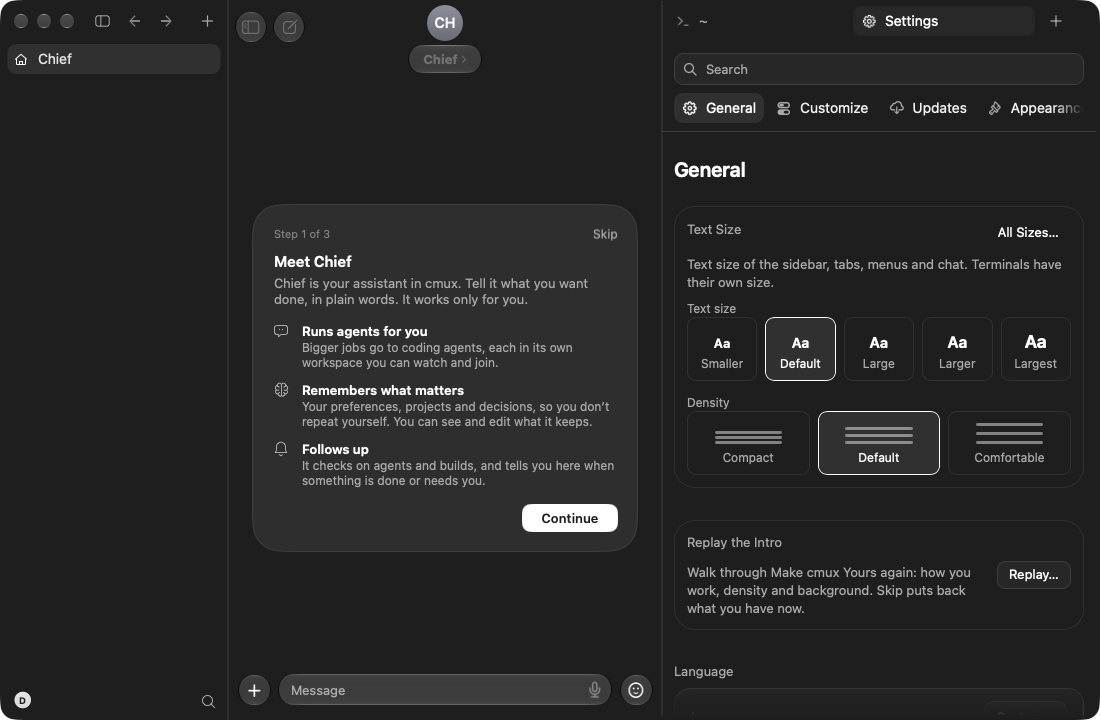 Chief
CH
Chief
Step 1 of 3
Skip
Meet Chief
Chief is your assistant in cmux. Tell it what you want
done, in plain words. It works only for you.
Runs agents for you
Bigger jobs go to coding agents, each in its own
workspace you can watch and join.
Remembers what matters
Your preferences, projects and decisions, so you don't
repeat yourself. You can see and edit what it keeps.
Follows up
It checks on agents and builds, and tells you here when
something is done or needs you.
Continue
Message
D
~
Settings
Search
General
Customize
Updates
Appearanc
General
Text Size
All Sizes...
Text size of the sidebar, tabs, menus and chat. Terminals have
their own size.
Text size
Aa Aa Aa Aa Aa
Smaller Default Large Larger Largest
Density
Compact Default Comfortable
Replay the Intro
Walk through Make cmux Yours again: how you
work, density and background. Skip puts back
what you have now.
Replay...
Language